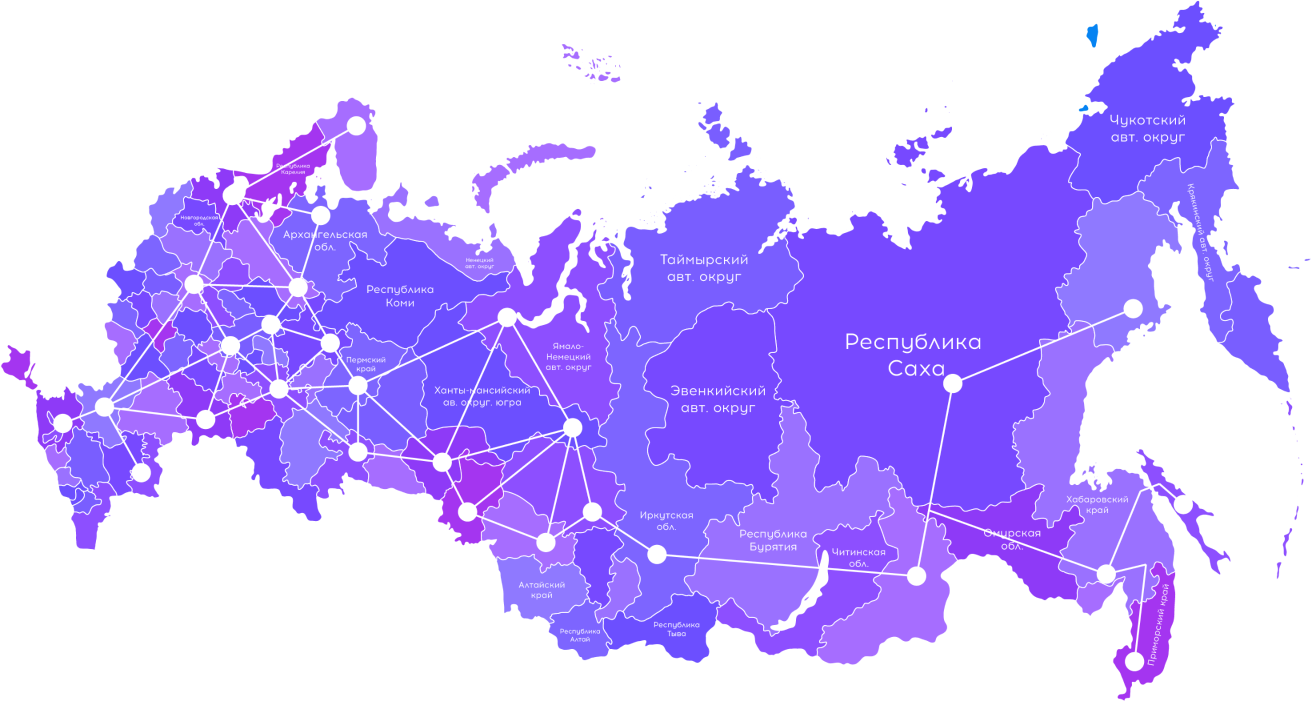 Чукотский
авт. округ
Республика
Карелия
Крякинский авт. округ
Новгородская
обл.
Архангельская
обл.
Ненецкий
авт. округ
Таймырский
авт. округ
Республика
Коми
Республика
Саха
Ямало-
Немецкий
авт. округ
Пермский
край
Ханты-мансийский
ав. округ. югра
Эвенкийский
авт. округ
Хабаровский
край
Иркутская
обл.
Республика
Бурятия
Омурская
обл.
Читинская
обл.
Алтайский
край
Приморский край
Республика
Алтай
Республика
Тыва